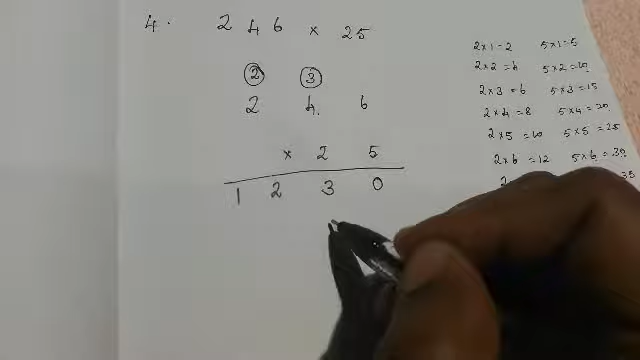 4. 246 × 25
2 3
2 4 6
× 2 5
1 2 3 0
2×1=2 5×1=5
2×2=4 5×2=10
2×3=6 5×3=15
2×4=8 5×4=20
2×5=10 5×5=25
2×6=12 5×6=30
2 35